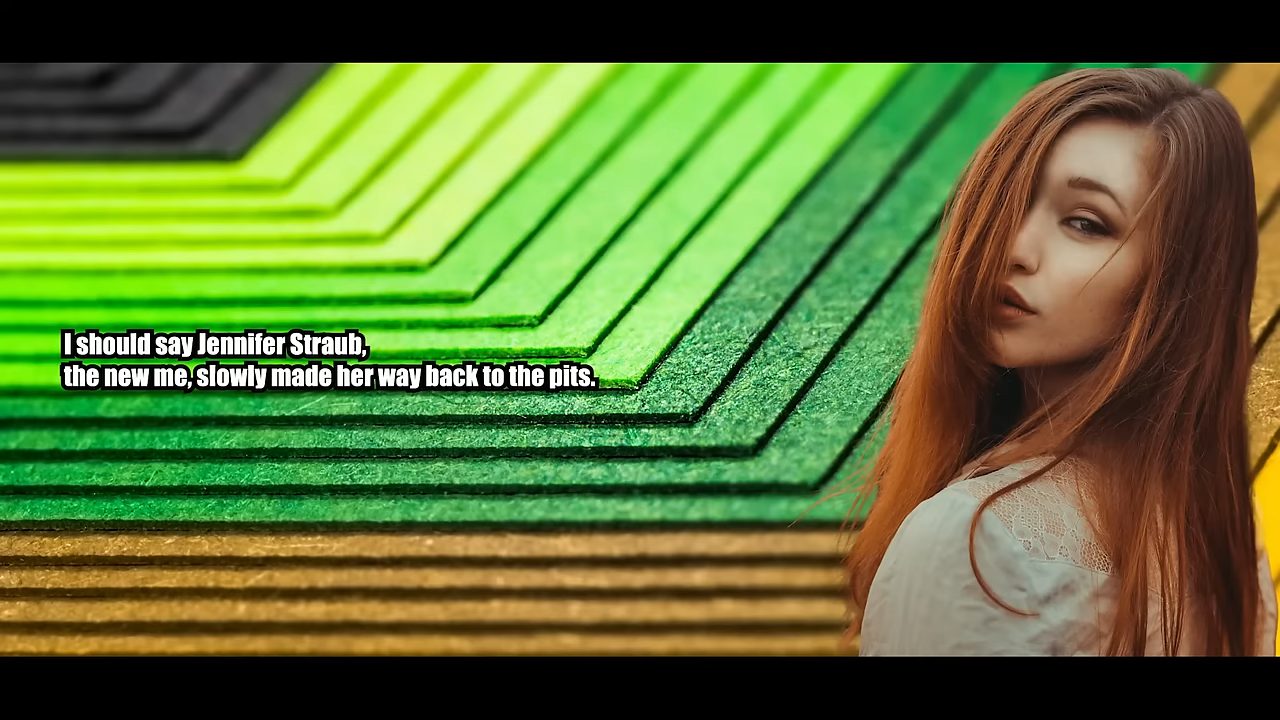 I should say Jennifer Straub,
the new me, slowly made her way back to the pits.